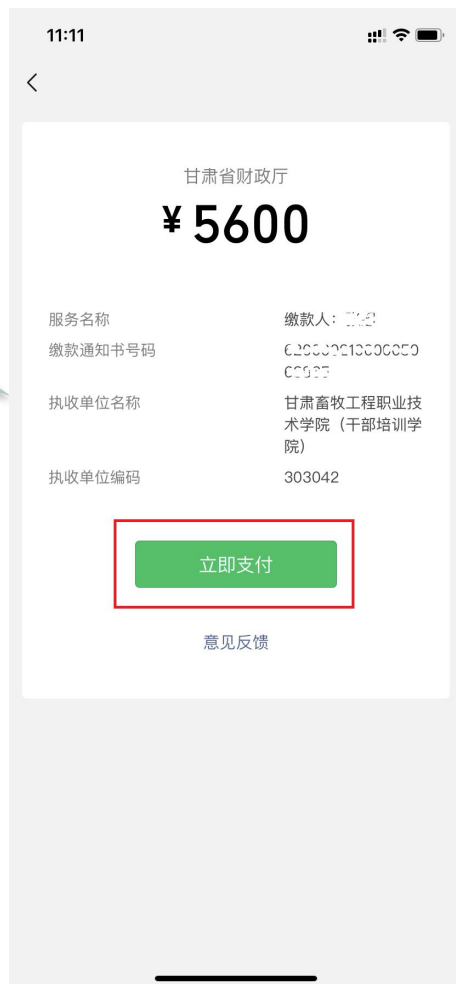 11:11
甘肃省财政厅
¥5600
服务名称 缴款人：
缴款通知书号码
执收单位名称 甘肃畜牧工程职业技
术学院（干部培训学
院）
执收单位编码 303042
立即支付
意见反馈